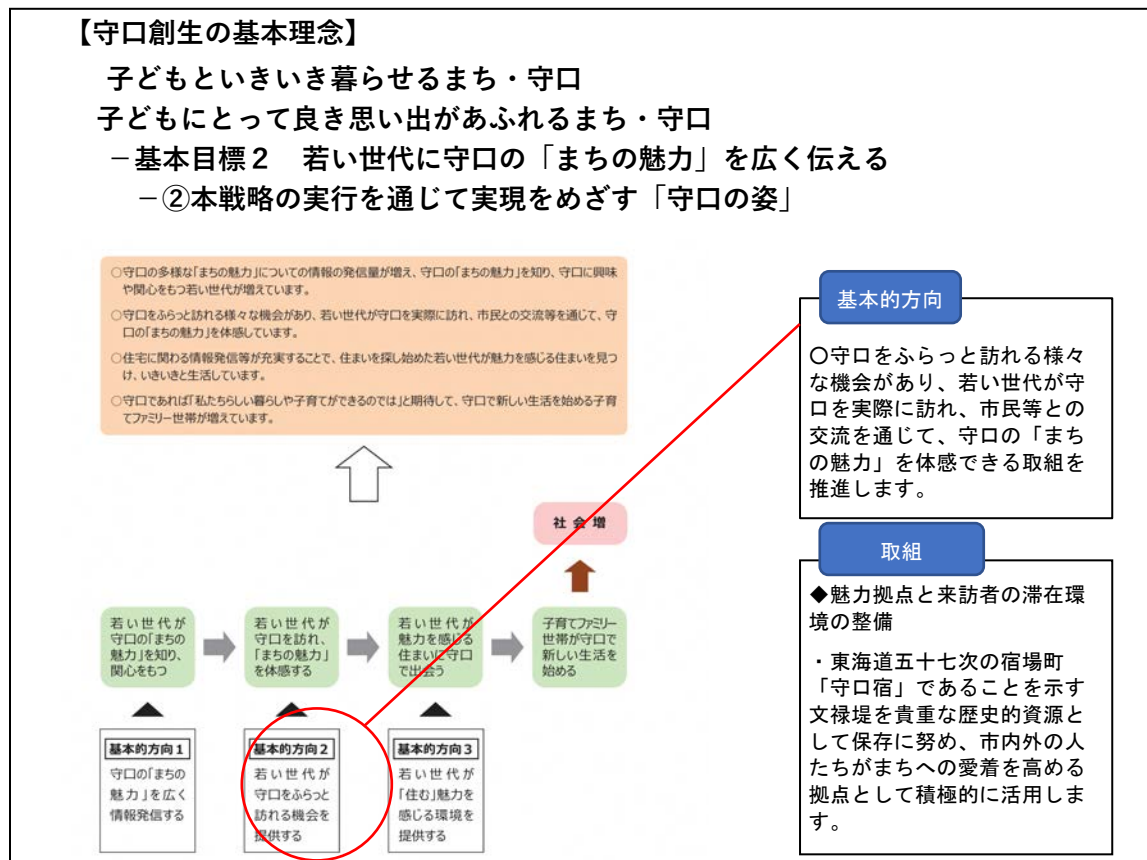 【守口創生の基本理念】
子どもといきいき暮らせるまち・守口
子どもにとって良き思い出があふれるまち・守口
－基本目標２　若い世代に守口の「まちの魅力」を広く伝える
－②本戦略の実行を通じて実現をめざす「守口の姿」
○守口の多様な「まちの魅力」についての情報の発信量が増え、守口の「まちの魅力」を知り、守口に興味
や関心をもつ若い世代が増えています。
○守口をふらっと訪れる様々な機会があり、若い世代が守口を実際に訪れ、市民との交流等を通じて、守
口の「まちの魅力」を体感しています。
○住宅に関わる情報発信等が充実することで、住まいを探し始めた若い世代が魅力を感じる住まいを見つ
け、いきいきと生活しています。
○守口であれば「私たちらしい暮らしや子育てができるのでは」と期待して、守口で新しい生活を始める子育
てファミリー世帯が増えています。
社会増
若い世代が
守口の「まちの
魅力」を知り、
関心をもつ
若い世代が
守口を訪れ、
「まちの魅力」
を体感する
若い世代が
魅力を感じる
住まいに守口
で出会う
子育てファミリー
世帯が守口で
新しい生活を
始める
基本的方向１
守口の「まちの
魅力」を広く
情報発信する
基本的方向２
若い世代が
守口をふらっと
訪れる機会を
提供する
基本的方向３
若い世代が
「住む」魅力を
感じる環境を
提供する
基本的方向
〇守口をふらっと訪れる様々
な機会があり、若い世代が守
口を実際に訪れ、市民等との
交流を通じて、守口の「まち
の魅力」を体感できる取組を
推進します。
取組
◆魅力拠点と来訪者の滞在環
境の整備
・東海道五十七次の宿場町
「守口宿」であることを示す
文禄堤を貴重な歴史的資源と
して保存に努め、市内外の人
たちがまちへの愛着を高める
拠点として積極的に活用しま
す。